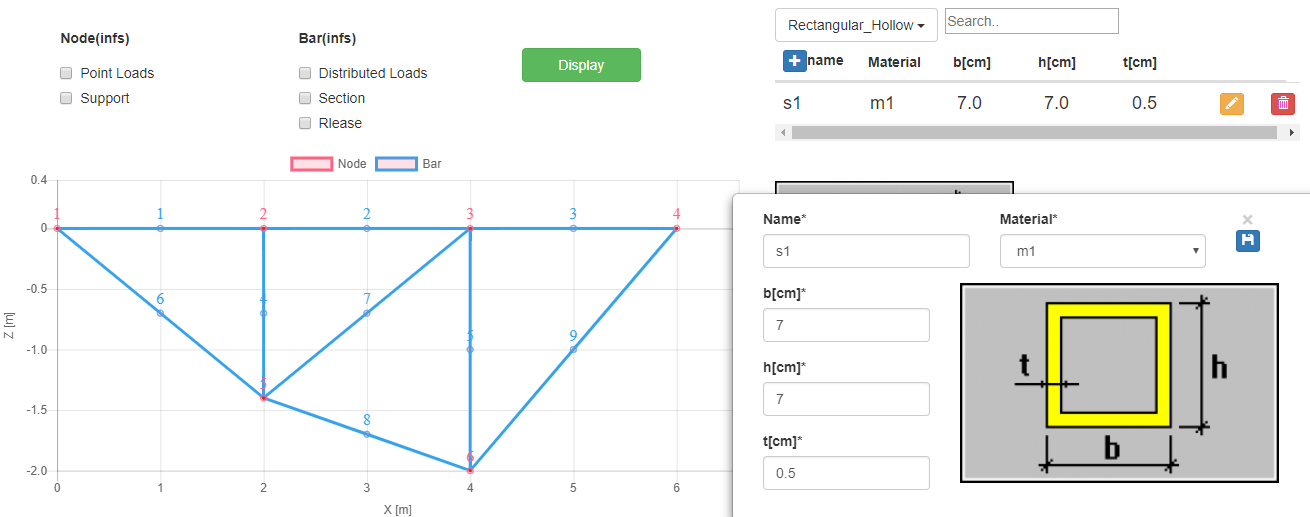 Node(infs)
Point Loads
Support
Bar(infs)
Distributed Loads
Section
Rlease
Display
Node Bar
0.4
1 1 2 2 3 3 4
0
-0.5
6 4 7
5 9
-1.0
5
-1.5
8
6
-2.0
0 1 2 3 4 5 6
Z [m]
X [m]
Rectangular_Hollow
Search..
name Material b[cm] h[cm] t[cm]
s1 m1 7.0 7.0 0.5
Name* Material*
×
s1 m1
b[cm]*
7
h[cm]*
7
t[cm]*
0.5
t h
b